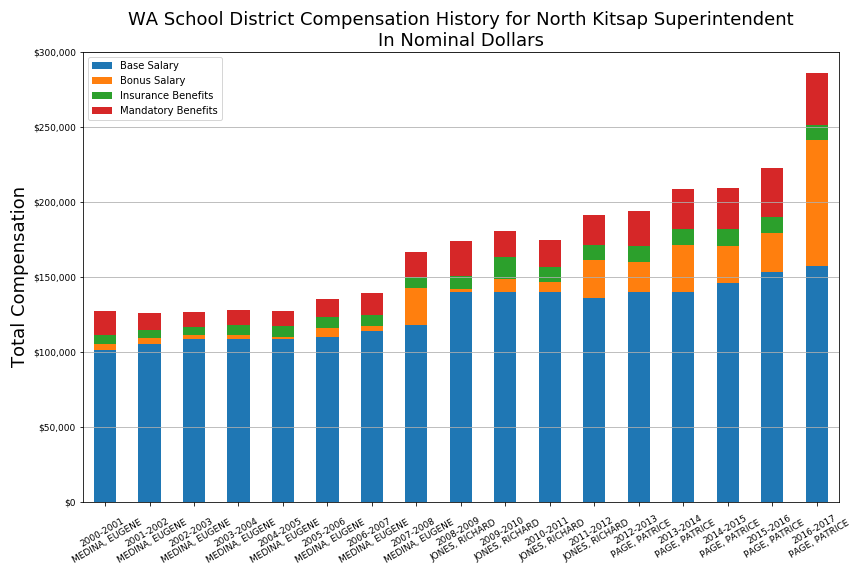 WA School District Compensation History for North Kitsap Superintendent
In Nominal Dollars
Base Salary
Bonus Salary
Insurance Benefits
Mandatory Benefits
Total Compensation
$300,000
$250,000
$200,000
$150,000
$100,000
$50,000
$0
2000-2001
MEDINA, EUGENE
2001-2002
MEDINA, EUGENE
2002-2003
MEDINA, EUGENE
2003-2004
MEDINA, EUGENE
2004-2005
MEDINA, EUGENE
2005-2006
MEDINA, EUGENE
2006-2007
MEDINA, EUGENE
2007-2008
MEDINA, EUGENE
2008-2009
JONES, RICHARD
2009-2010
JONES, RICHARD
2010-2011
JONES, RICHARD
2011-2012
JONES, RICHARD
2012-2013
PAGE, PATRICE
2013-2014
PAGE, PATRICE
2014-2015
PAGE, PATRICE
2015-2016
PAGE, PATRICE
2016-2017
PAGE, PATRICE